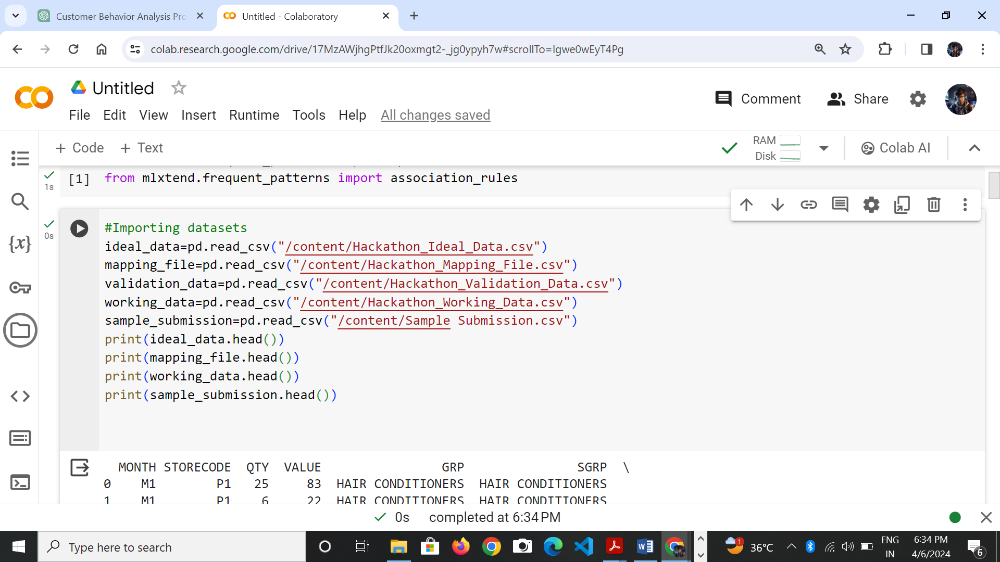 Customer Behavior Analysis Pro
Untitled - Colaboratory
colab.research.google.com/drive/17MzAWjhgPtfJk20oxmgt2-_jg0ypyh7w#scrollTo=lgwe0wEyT4Pg
Untitled
File Edit View Insert Runtime Tools Help All changes saved
Comment
Share
+ Code + Text
RAM
Disk
Colab AI
1s
[1] from mlxtend.frequent_patterns import association_rules
0s
#Importing datasets
ideal_data=pd.read_csv("/content/Hackathon_Ideal_Data.csv")
mapping_file=pd.read_csv("/content/Hackathon_Mapping_File.csv")
validation_data=pd.read_csv("/content/Hackathon_Validation_Data.csv")
working_data=pd.read_csv("/content/Hackathon_Working_Data.csv")
sample_submission=pd.read_csv("/content/Sample Submission.csv")
print(ideal_data.head())
print(mapping_file.head())
print(working_data.head())
print(sample_submission.head())
{x}
MONTH STORECODE QTY VALUE GRP SGRP \
0 M1 P1 25 83 HAIR CONDITIONERS HAIR CONDITIONERS
1 M1 P1 6 22 HAIR CONDITIONERS HAIR CONDITIONERS
0s completed at 6:34 PM
Type here to search
1
36°C
ENG
IN
6:34 PM
4/6/2024
6